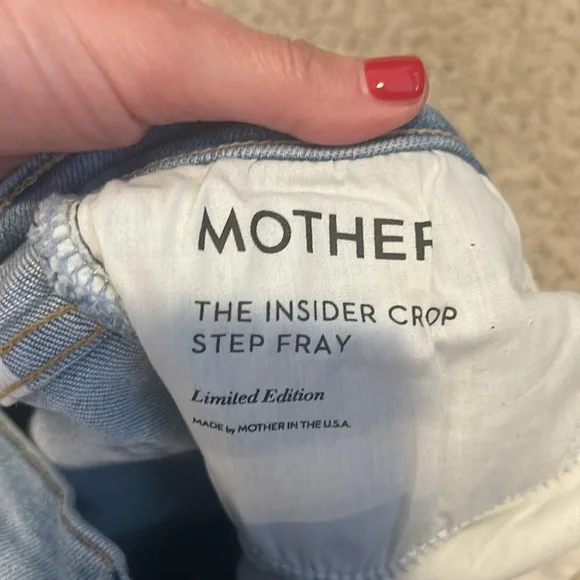 MOTHER
THE INSIDER CROP
STEP FRAY
Limited Edition
MADE by MOTHER IN THE U.S.A.